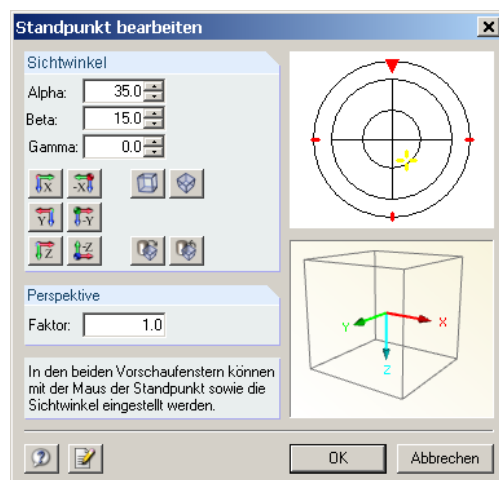 Standpunkt bearbeiten
Sichtwinkel
Alpha: 35.0
Beta: 15.0
Gamma: 0.0
X -X
Y -Y
Z -Z
Perspektive
Faktor: 1.0
In den beiden Vorschaufenstern können
mit der Maus der Standpunkt sowie die
Sichtwinkel eingestellt werden.
X
Y
Z
OK Abbrechen